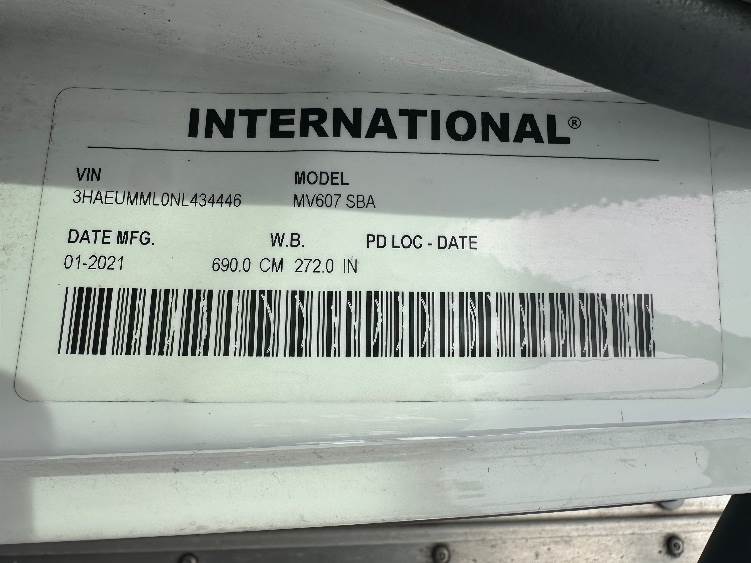 INTERNATIONAL®
VIN MODEL
3HAEUMML0NL434446 MV607 SBA
DATE MFG. W.B. PD LOC - DATE
01-2021 690.0 CM 272.0 IN